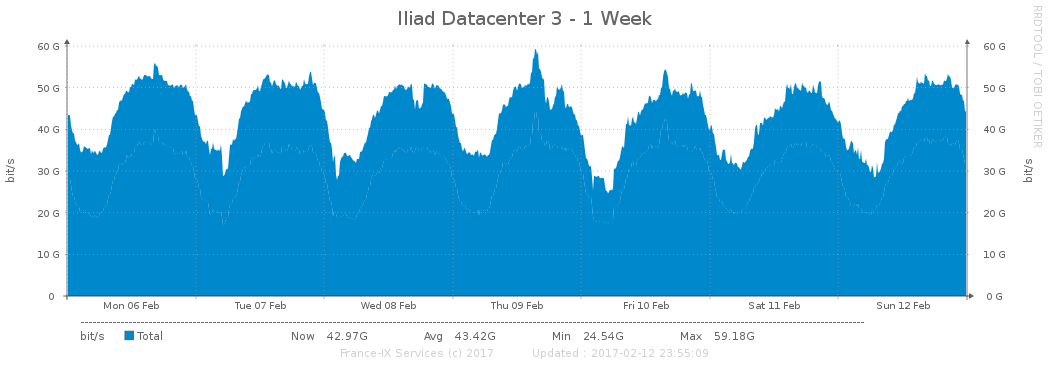 Iliad Datacenter 3 - 1 Week
RRDTOOL / TOBI OETIKER
bit/s
60 G
50 G
40 G
30 G
20 G
10 G
0
60 G
50 G
40 G
30 G
20 G
10 G
0 G
bit/s
Mon 06 Feb Tue 07 Feb Wed 08 Feb Thu 09 Feb Fri 10 Feb Sat 11 Feb Sun 12 Feb
bit/s Total Now 42.97G Avg 43.42G Min 24.54G Max 59.18G
France-IX Services (c) 2017 Updated : 2017-02-12 23:55:09